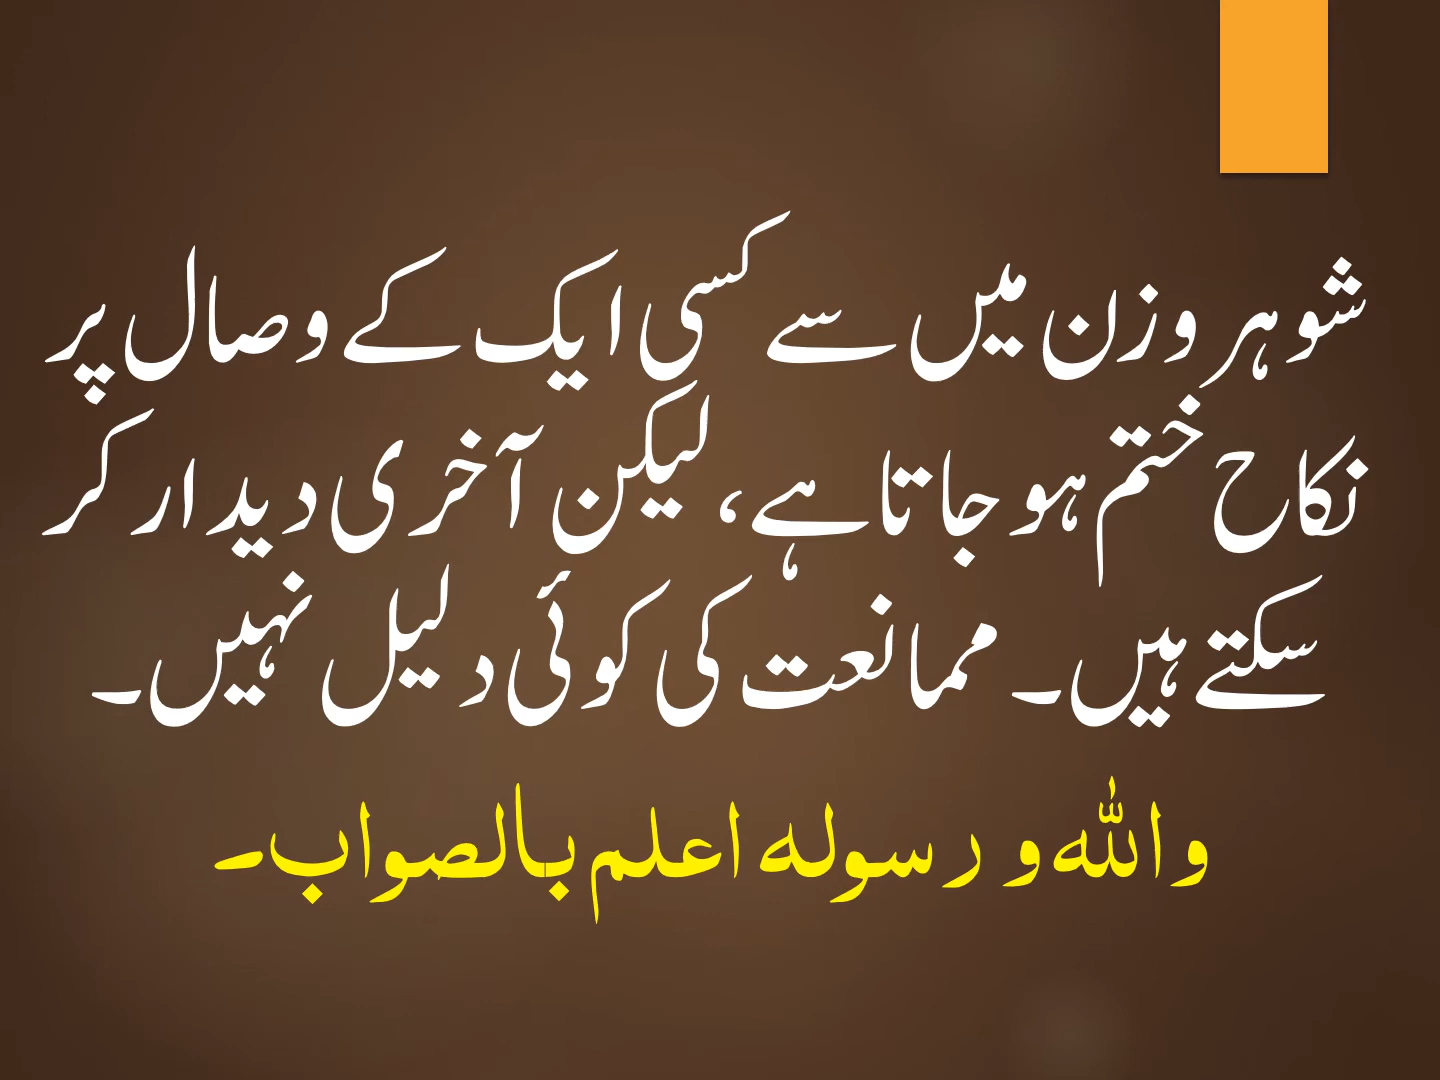 شوہر وزن میں سے کسی ایک کے وصال پر
نکاح ختم ہو جاتا ہے، لیکن آخری دیدار کر
سکتے ہیں۔ ممانعت کی کوئی دلیل نہیں۔
واللہ و رسولہ اعلم بالصواب۔